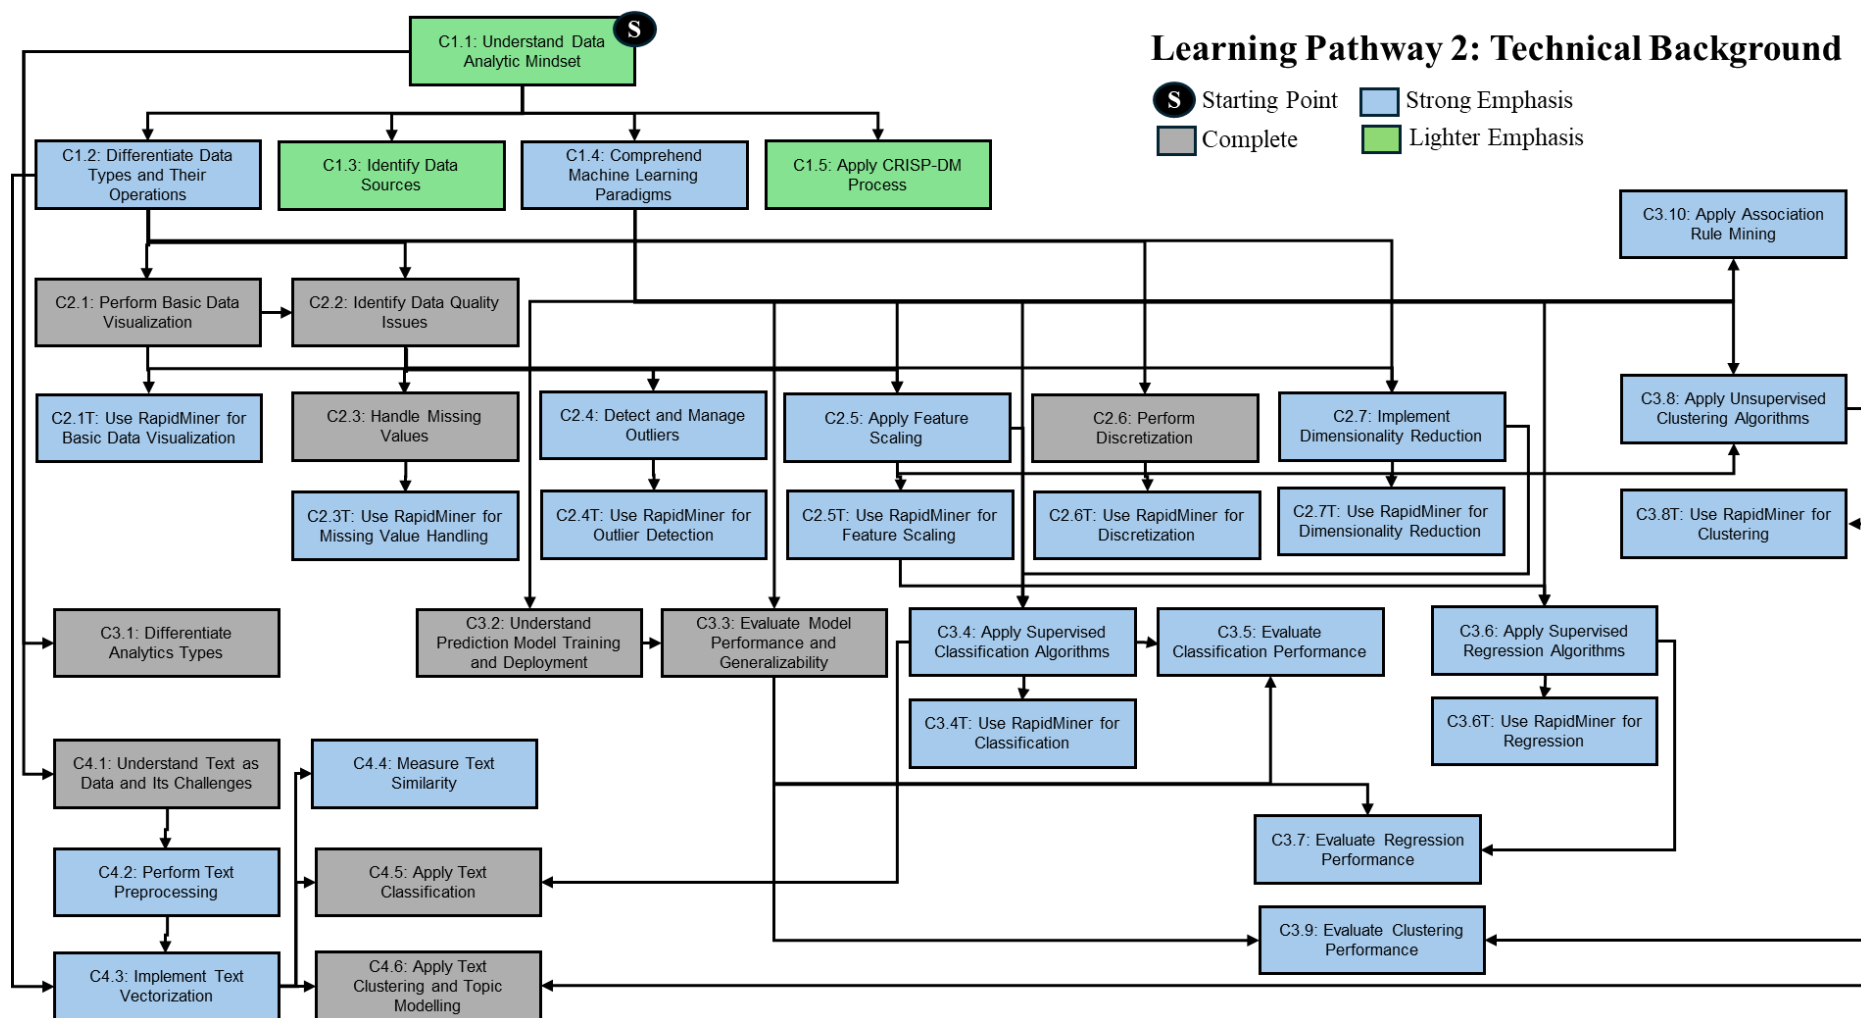 C1.1: Understand Data
Analytic Mindset
S
Learning Pathway 2: Technical Background
S Starting Point
Strong Emphasis
Complete
Lighter Emphasis
C1.2: Differentiate Data
Types and Their
Operations
C1.3: Identify Data
Sources
C1.4: Comprehend
Machine Learning
Paradigms
C1.5: Apply CRISP-DM
Process
C3.10: Apply Association
Rule Mining
C2.1: Perform Basic Data
Visualization
C2.2: Identify Data Quality
Issues
C2.1T: Use RapidMiner for
Basic Data Visualization
C2.3: Handle Missing
Values
C2.4: Detect and Manage
Outliers
C2.5: Apply Feature
Scaling
C2.6: Perform
Discretization
C2.7: Implement
Dimensionality Reduction
C3.8: Apply Unsupervised
Clustering Algorithms
C2.3T: Use RapidMiner for
Missing Value Handling
C2.4T: Use RapidMiner for
Outlier Detection
C2.5T: Use RapidMiner for
Feature Scaling
C2.6T: Use RapidMiner for
Discretization
C2.7T: Use RapidMiner for
Dimensionality Reduction
C3.8T: Use RapidMiner for
Clustering
C3.1: Differentiate
Analytics Types
C3.2: Understand
Prediction Model Training
and Deployment
C3.3: Evaluate Model
Performance and
Generalizability
C3.4: Apply Supervised
Classification Algorithms
C3.5: Evaluate
Classification Performance
C3.6: Apply Supervised
Regression Algorithms
C3.4T: Use RapidMiner for
Classification
C3.6T: Use RapidMiner for
Regression
C4.1: Understand Text as
Data and Its Challenges
C4.4: Measure Text
Similarity
C3.7: Evaluate Regression
Performance
C4.2: Perform Text
Preprocessing
C4.5: Apply Text
Classification
C3.9: Evaluate Clustering
Performance
C4.3: Implement Text
Vectorization
C4.6: Apply Text
Clustering and Topic
Modelling